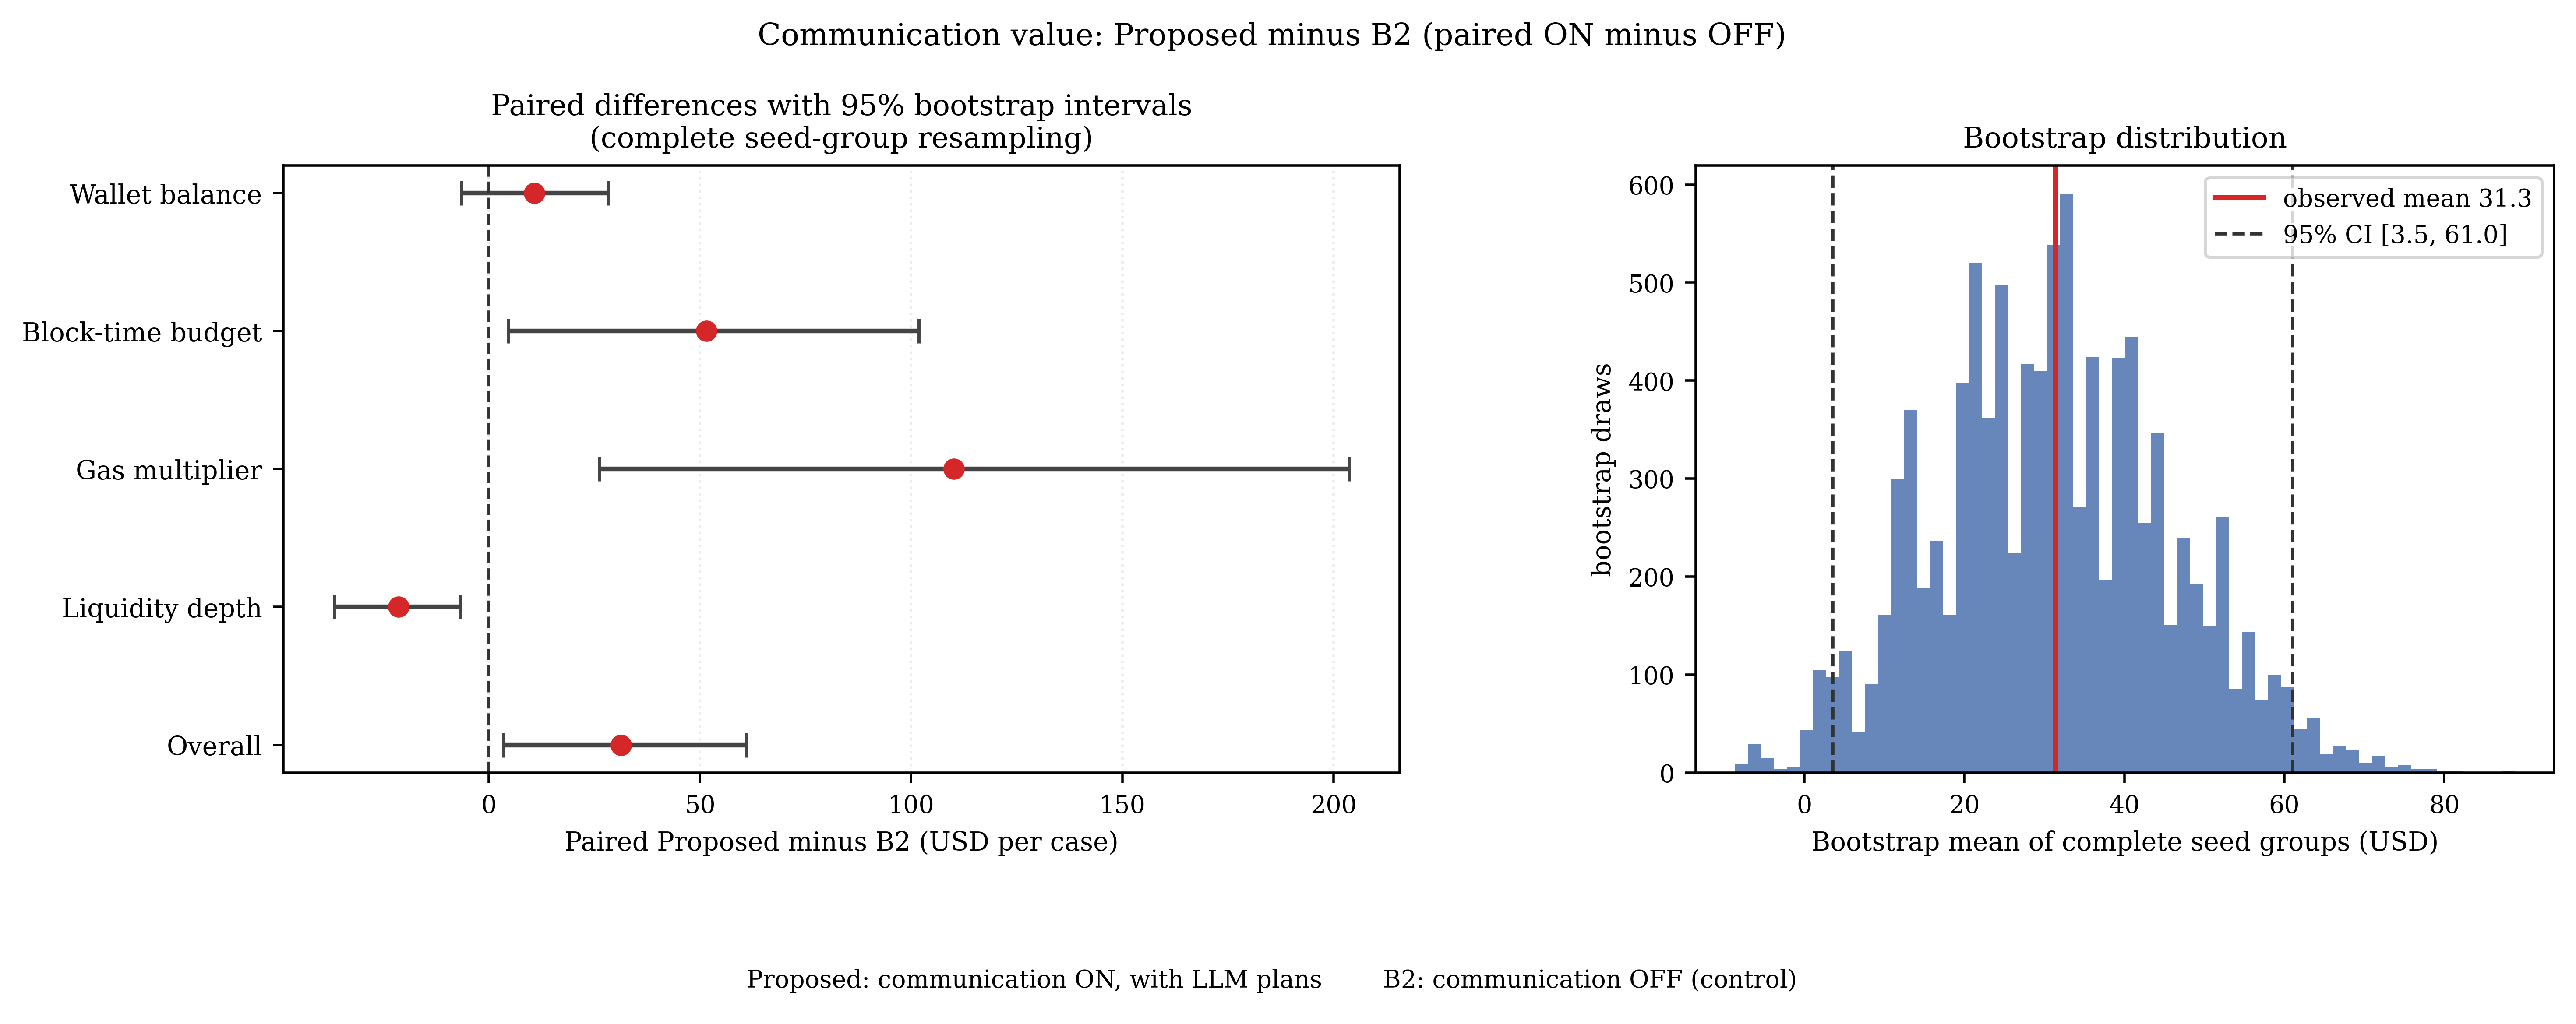 Communication value: Proposed minus B2 (paired ON minus OFF)
Paired differences with 95% bootstrap intervals
(complete seed-group resampling)
Wallet balance
Block-time budget
Gas multiplier
Liquidity depth
Overall
0 50 100 150 200
Paired Proposed minus B2 (USD per case)
Bootstrap distribution
observed mean 31.3
95% CI [3.5, 61.0]
600
500
400
300
200
100
0
bootstrap draws
0 20 40 60 80
Bootstrap mean of complete seed groups (USD)
Proposed: communication ON, with LLM plans B2: communication OFF (control)